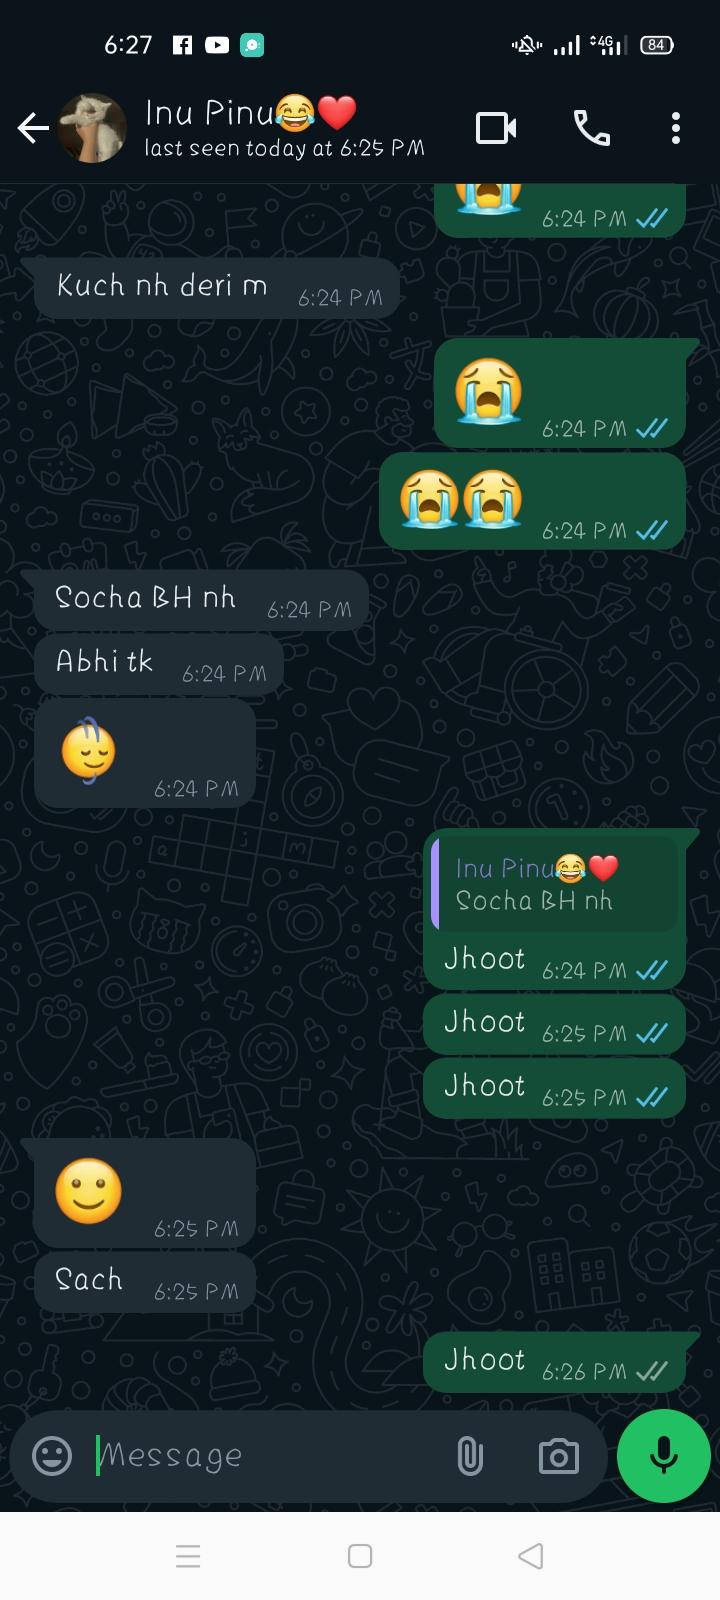 6:27 4G 84
Inu Pinu😂❤️
last seen today at 6:25 PM
😭 6:24 PM
Kuch nh deri m 6:24 PM
😭 6:24 PM
😭😭 6:24 PM
Socha BH nh 6:24 PM
Abhi tk 6:24 PM
6:24 PM
Inu Pinu😂❤️
Socha BH nh
Jhoot 6:24 PM
Jhoot 6:25 PM
Jhoot 6:25 PM
🙂 6:25 PM
Sach 6:25 PM
Jhoot 6:26 PM
Message